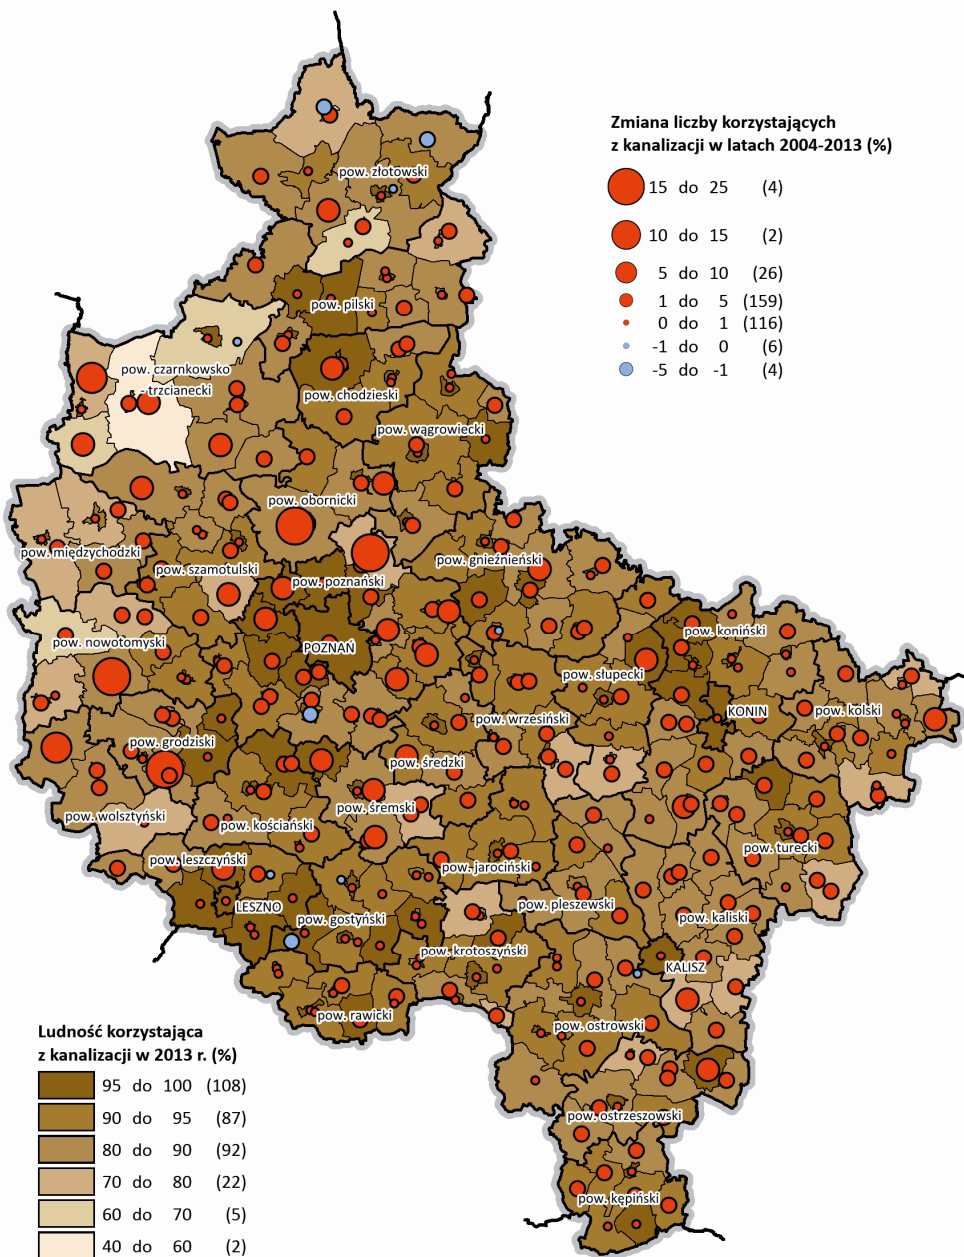 Zmiana liczby korzystających
z kanalizacji w latach 2004-2013 (%)
15 do 25 (4)
10 do 15 (2)
5 do 10 (26)
1 do 5 (159)
0 do 1 (116)
-1 do 0 (6)
-5 do -1 (4)
pow. złotowski
pow. pilski
pow. czarnkowsko
- trzcianecki
pow. chodzieski
pow. wągrowiecki
pow. obornicki
pow. międzychodzki
pow. szamotulski
pow. poznański
pow. gnieźnieński
pow. nowotomyski
POZNAŃ
pow. koniński
pow. słupecki
KONIN
pow. kolski
pow. wrzesiński
pow. grodziski
pow. średzki
pow. wolsztyński
pow. śremski
pow. kościański
pow. turecki
pow. leszczyński
pow. jarociński
LESZNO
pow. gostyński
pow. pleszewski
pow. kaliski
pow. krotoszyński
KALISZ
pow. rawicki
pow. ostrowski
pow. ostrzeszowski
pow. kępiński
Ludność korzystająca
z kanalizacji w 2013 r. (%)
95 do 100 (108)
90 do 95 (87)
80 do 90 (92)
70 do 80 (22)
60 do 70 (5)
40 do 60 (2)